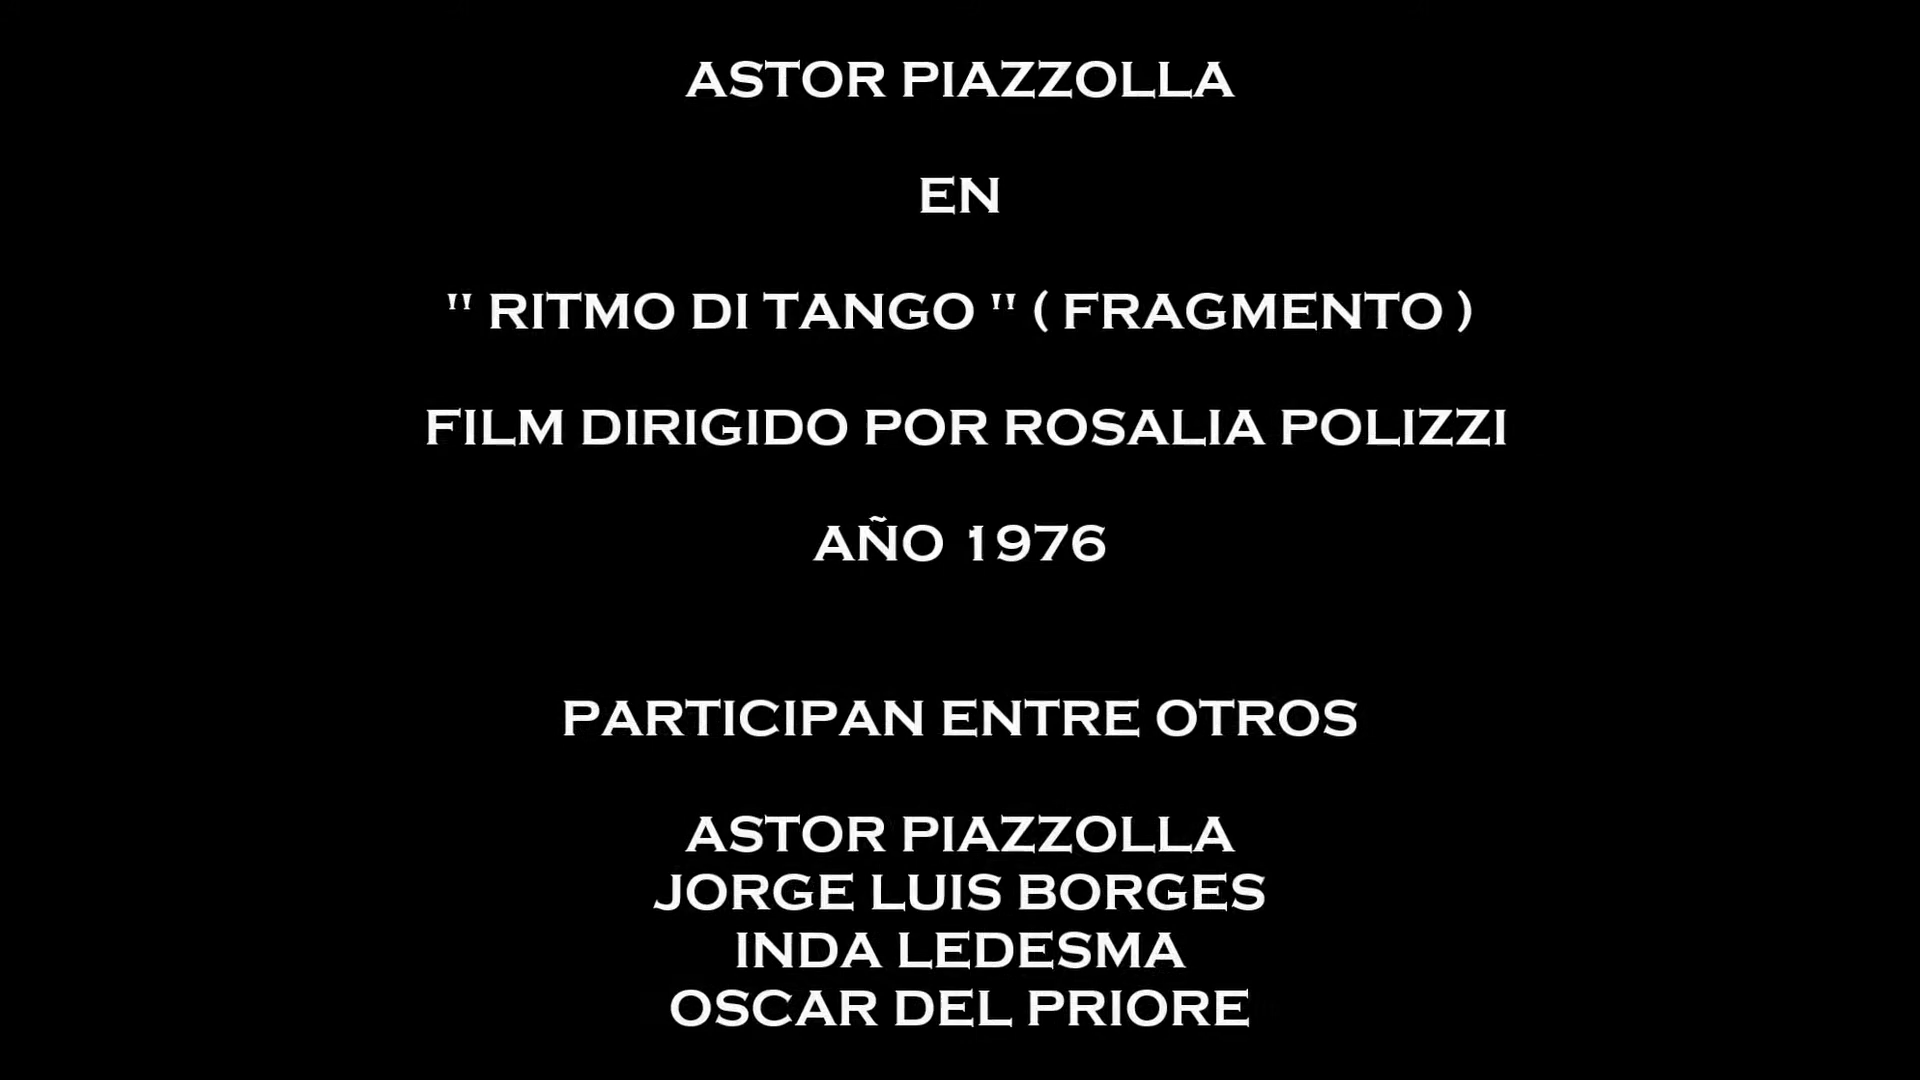 ASTOR PIAZZOLLA
EN
" RITMO DI TANGO " ( FRAGMENTO )
FILM DIRIGIDO POR ROSALIA POLIZZI
AÑO 1976
PARTICIPAN ENTRE OTROS
ASTOR PIAZZOLLA
JORGE LUIS BORGES
INDA LEDESMA
OSCAR DEL PRIORE